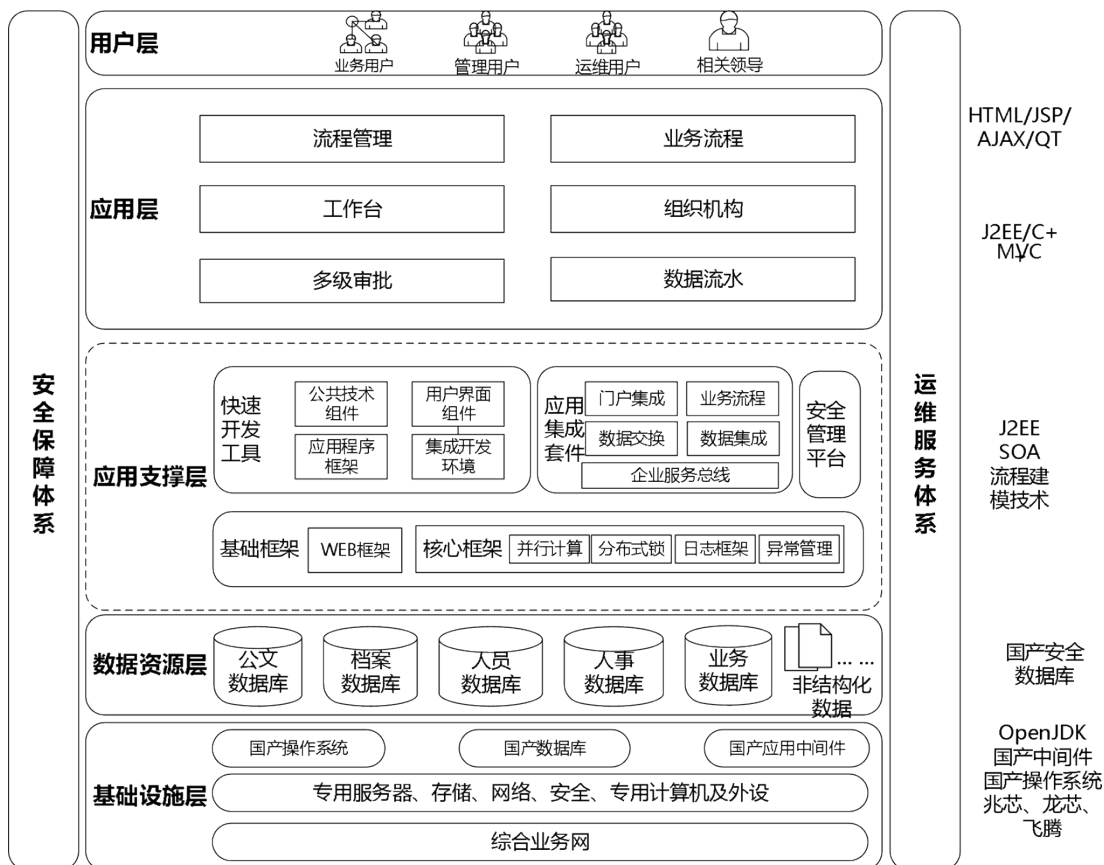 用户层
业务用户
管理用户
运维用户
相关领导
应用层
流程管理
业务流程
工作台
组织机构
多级审批
数据流水
HTML/JSP/
AJAX/QT
J2EE/C+
+
MVC
安全保障体系
运维服务体系
应用支撑层
快速
开发
工具
公共技术
组件
用户界面
组件
应用程序
框架
集成开发
环境
应用
集成
套件
门户集成
业务流程
数据交换
数据集成
企业服务总线
安全
管理
平台
基础框架
WEB框架
核心框架
并行计算
分布式锁
日志框架
异常管理
J2EE
SOA
流程建
模技术
数据资源层
公文
数据库
档案
数据库
人员
数据库
人事
数据库
业务
数据库
... ...
非结构化
数据
国产安全
数据库
基础设施层
国产操作系统
国产数据库
国产应用中间件
专用服务器、存储、网络、安全、专用计算机及外设
综合业务网
OpenJDK
国产中间件
国产操作系统
兆芯、龙芯、
飞腾